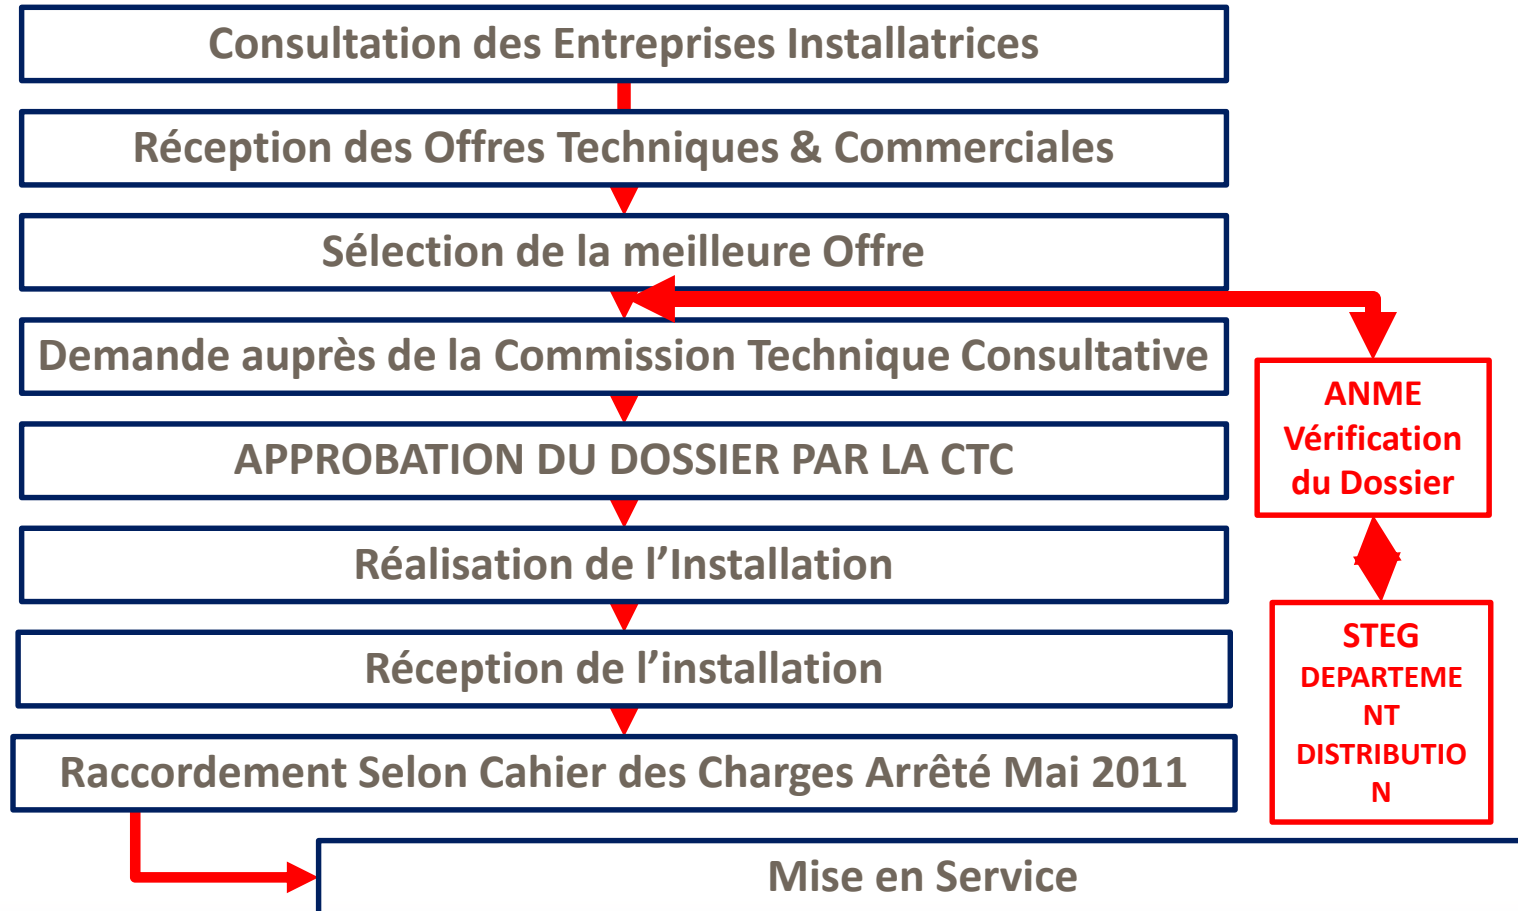 Consultation des Entreprises Installatrices
Réception des Offres Techniques & Commerciales
Sélection de la meilleure Offre
Demande auprès de la Commission Technique Consultative
APPROBATION DU DOSSIER PAR LA CTC
Réalisation de l’Installation
Réception de l’installation
Raccordement Selon Cahier des Charges Arrêté Mai 2011
Mise en Service
ANME
Vérification
du Dossier
STEG
DEPARTEME
NT
DISTRIBUTIO
N